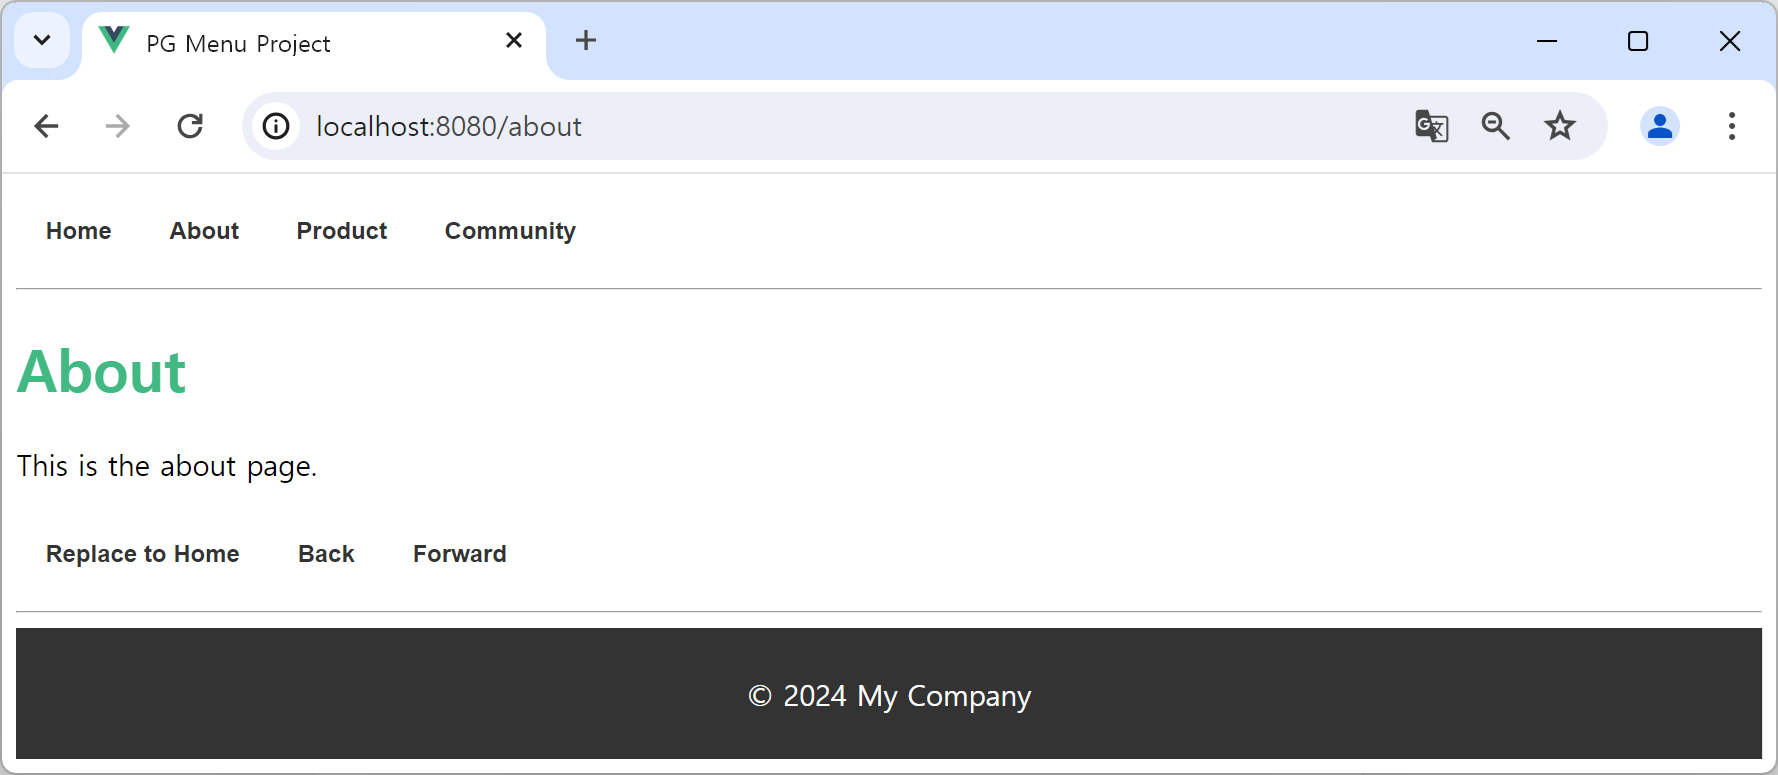 PG Menu Project
localhost:8080/about
Home About Product Community
About
This is the about page.
Replace to Home Back Forward
© 2024 My Company